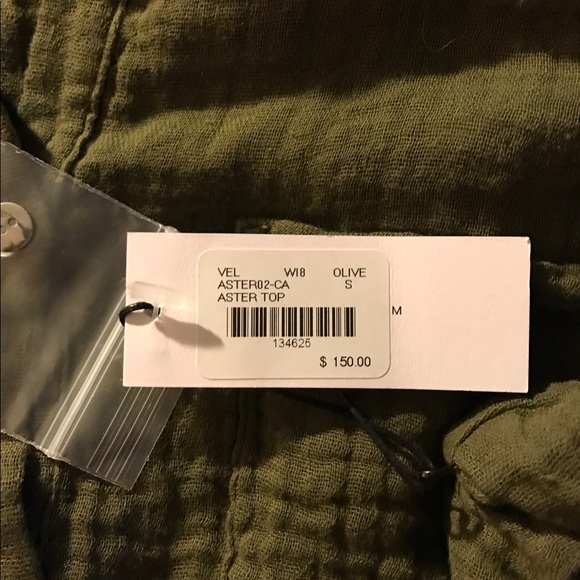 VEL WI8 OLIVE
ASTER02-CA S
ASTER TOP
M
134625
$ 150.00